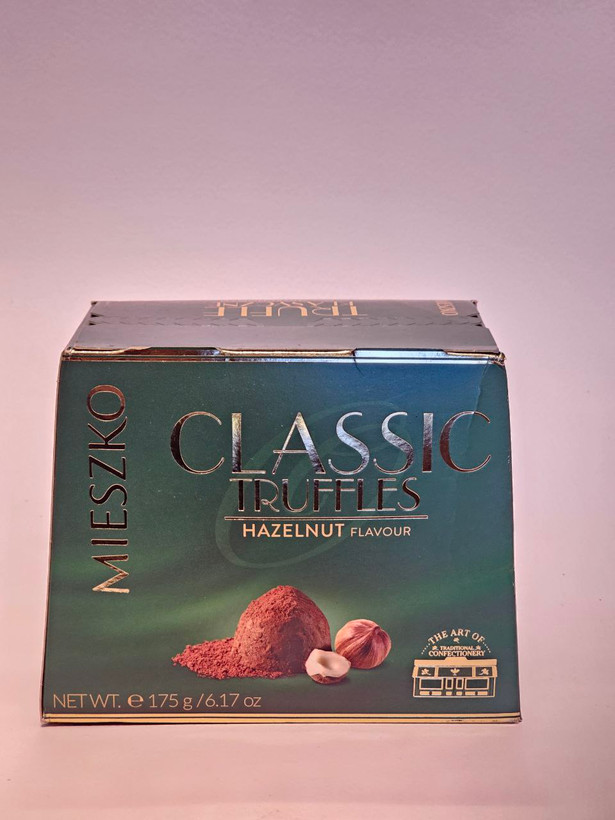 MIESZKO
CLASSIC
TRUFFLES
HAZELNUT FLAVOUR
THE ART OF
TRADITIONAL
CONFECTIONERY
NET WT. ℮ 175 g / 6.17 oz